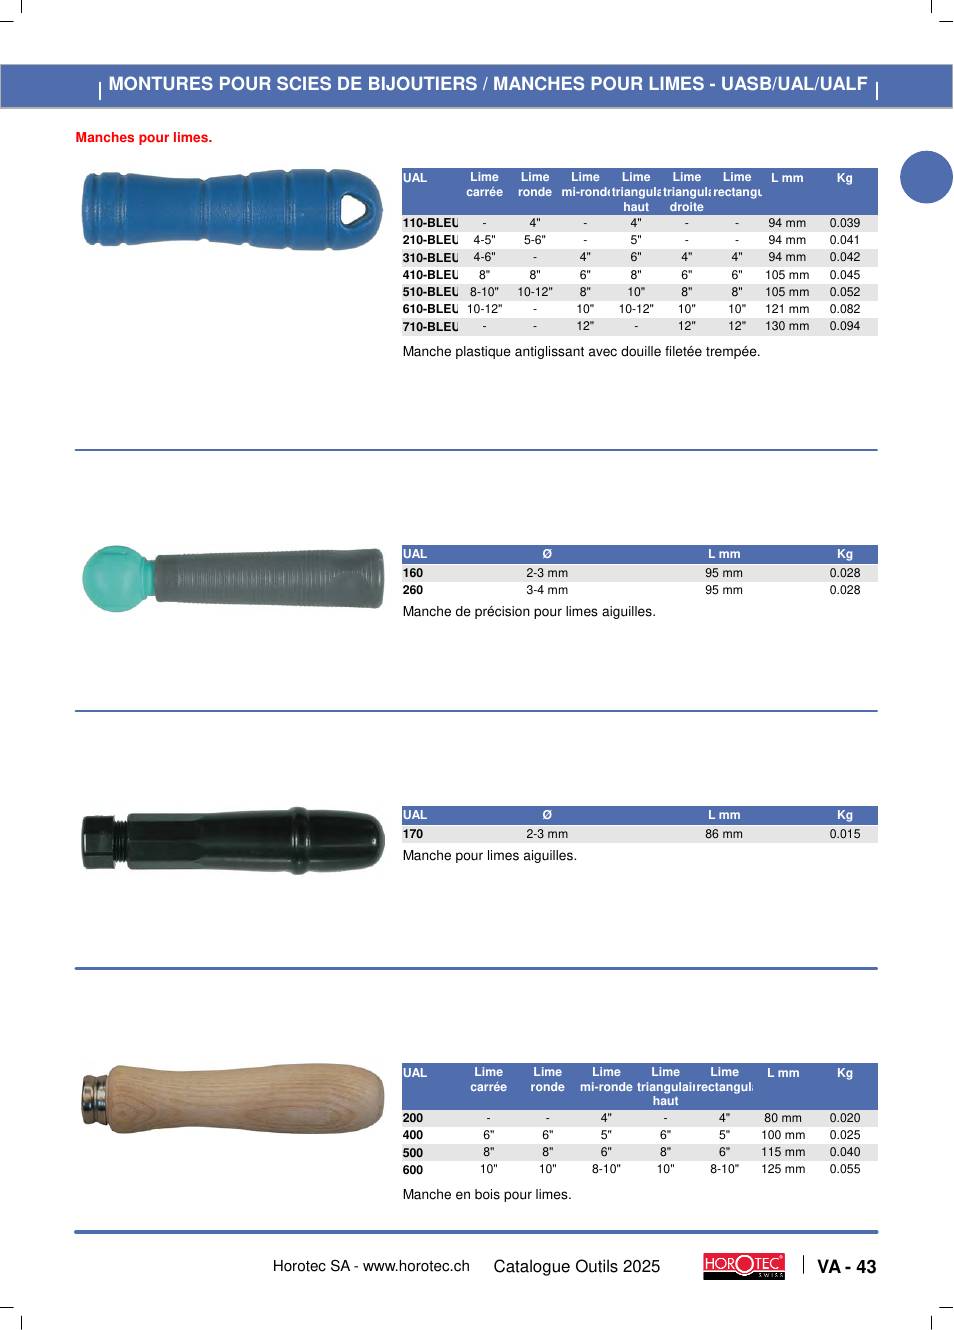 MONTURES POUR SCIES DE BIJOUTIERS / MANCHES POUR LIMES - UASB/UAL/UALF
Manches pour limes.
UAL Lime Lime Lime Lime Lime Lime L mm Kg
carrée ronde mi-ronde triangula triangula rectangu
haut droite
110-BLEU - 4" - 4" - - 94 mm 0.039
210-BLEU 4-5" 5-6" - 5" - - 94 mm 0.041
310-BLEU 4-6" - 4" 6" 4" 4" 94 mm 0.042
410-BLEU 8" 8" 6" 8" 6" 6" 105 mm 0.045
510-BLEU 8-10" 10-12" 8" 10" 8" 8" 105 mm 0.052
610-BLEU 10-12" - 10" 10-12" 10" 10" 121 mm 0.082
710-BLEU - - 12" - 12" 12" 130 mm 0.094
Manche plastique antiglissant avec douille filetée trempée.
UAL Ø L mm Kg
160 2-3 mm 95 mm 0.028
260 3-4 mm 95 mm 0.028
Manche de précision pour limes aiguilles.
UAL Ø L mm Kg
170 2-3 mm 86 mm 0.015
Manche pour limes aiguilles.
UAL Lime Lime Lime Lime Lime L mm Kg
carrée ronde mi-ronde triangulair rectangula
haut
200 - - 4" - 4" 80 mm 0.020
400 6" 6" 5" 6" 5" 100 mm 0.025
500 8" 8" 6" 8" 6" 115 mm 0.040
600 10" 10" 8-10" 10" 8-10" 125 mm 0.055
Manche en bois pour limes.
Horotec SA - www.horotec.ch Catalogue Outils 2025 HOROTEC SWISS VA - 43